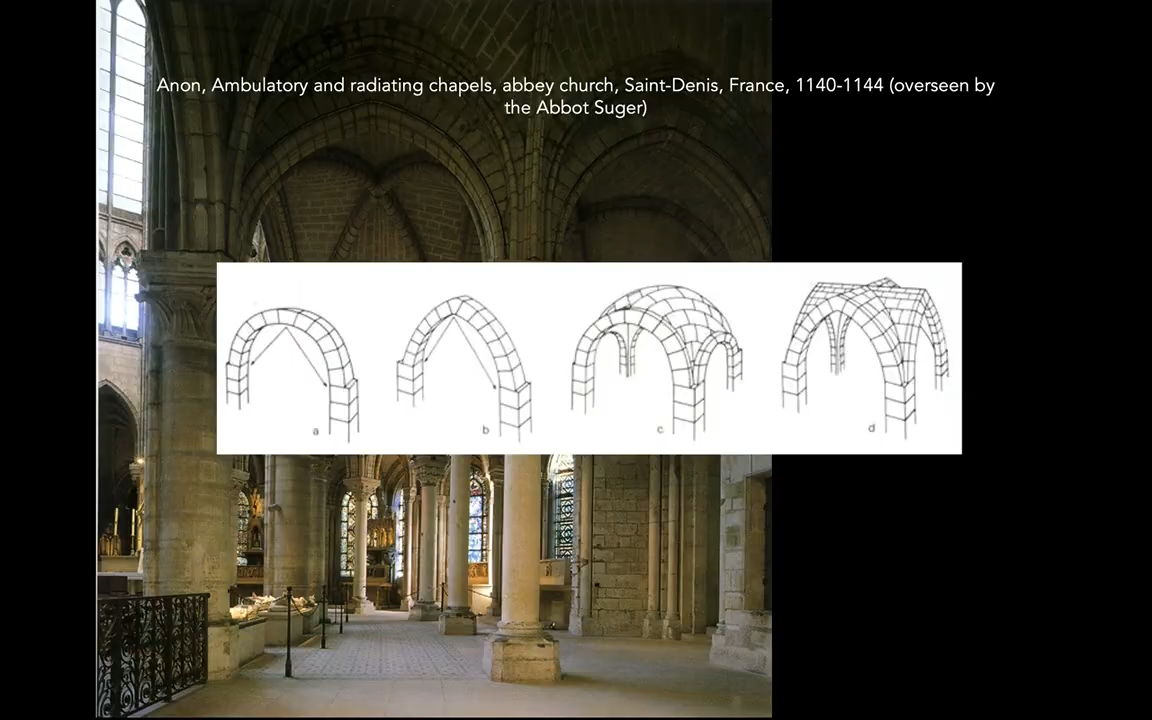 Anon, Ambulatory and radiating chapels, abbey church, Saint-Denis, France, 1140-1144 (overseen by
the Abbot Suger)
a b c d